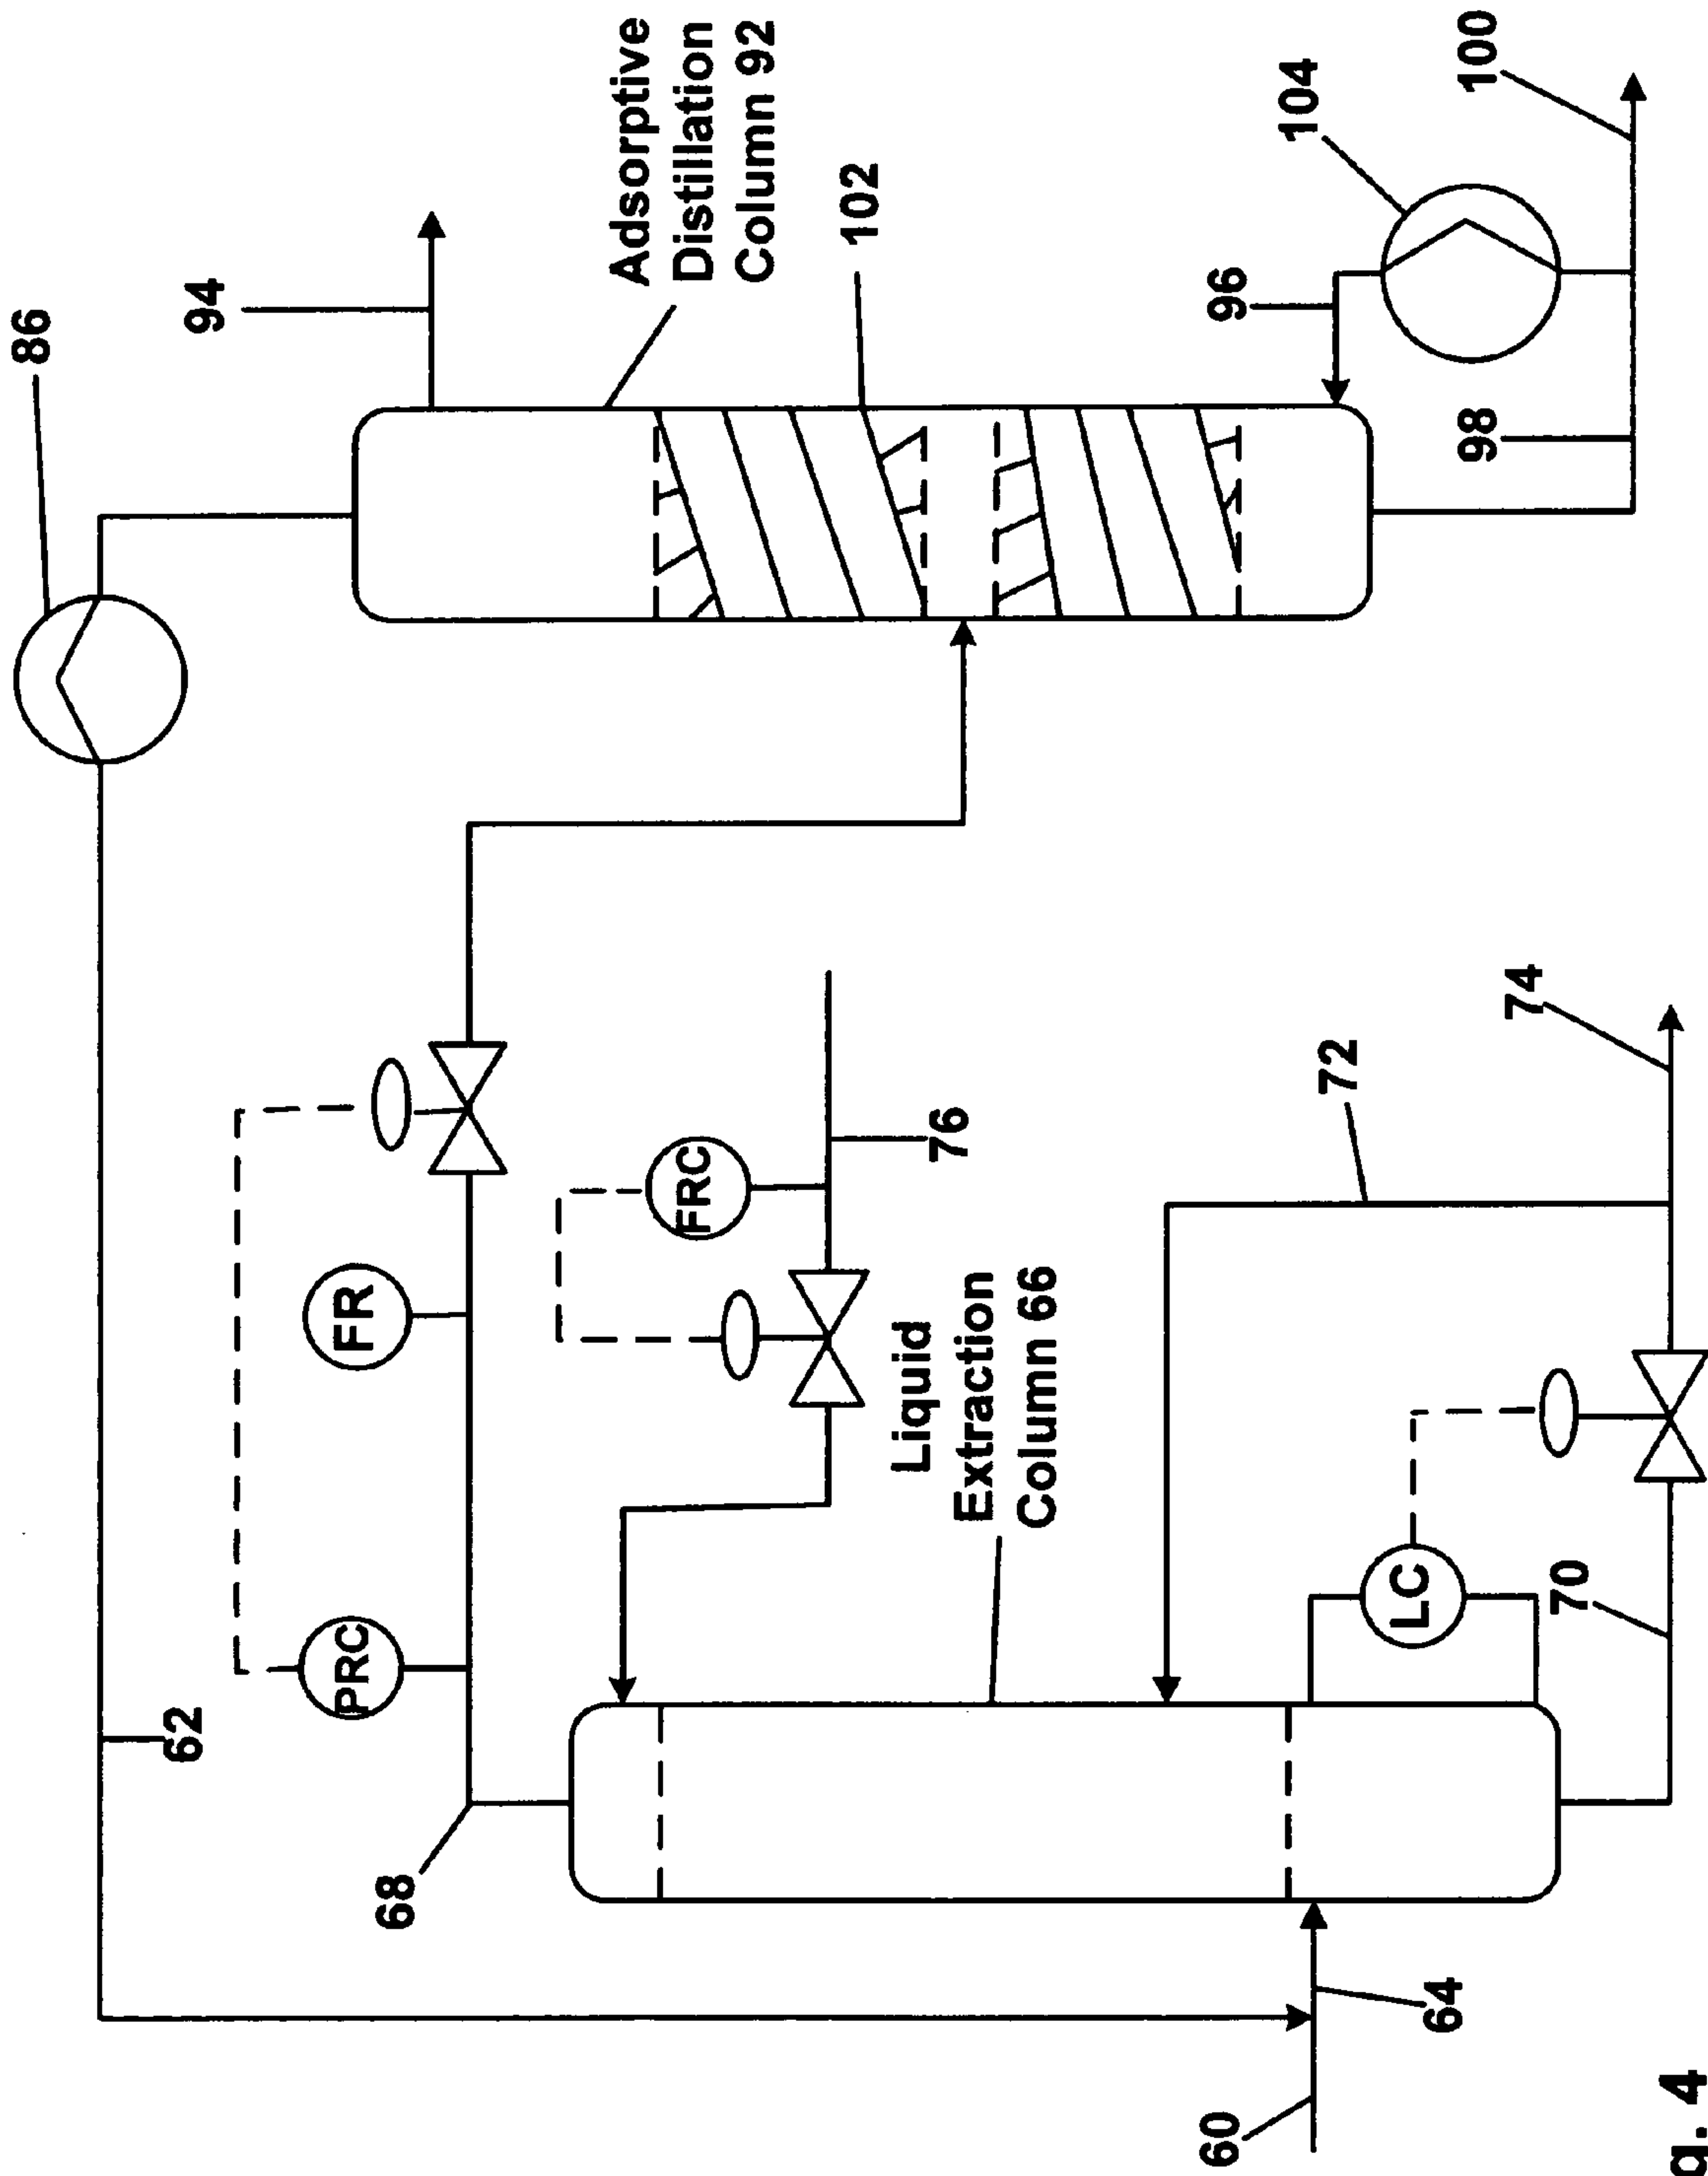 86
94
Adsorptive
Distillation
Column 92
102
104
100
96
98
62
PRC
FR
FRC
76
68
Liquid
Extraction
Column 66
72
74
LC
70
60
64
g. 4